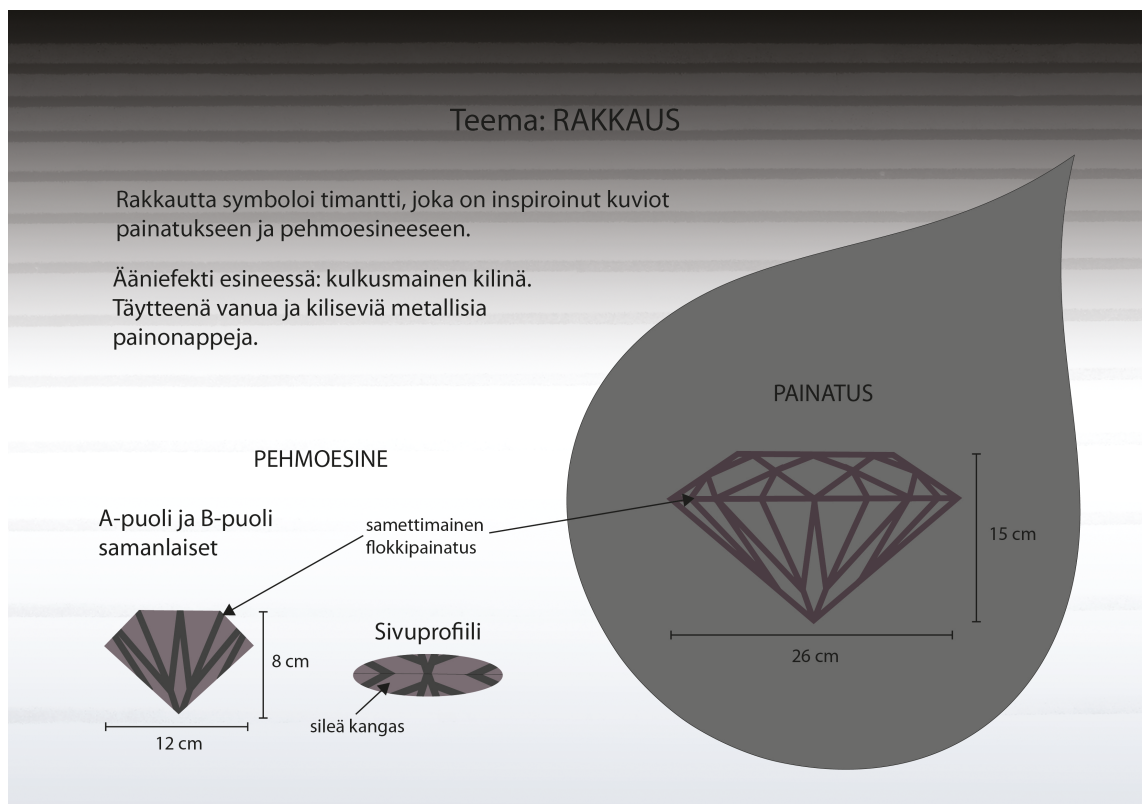 Teema: RAKKAUS
Rakkautta symboloi timantti, joka on inspiroinut kuviot
painatukseen ja pehmoesineeseen.
Ääniefekti esineessä: kulkusmainen kilinä.
Täytteenä vanua ja kiliseviä metallisia
painonappeja.
PAINATUS
PEHMOESINE
A-puoli ja B-puoli
samanlaiset
samettimainen
flokkipainatus
15 cm
26 cm
Sivuprofiili
8 cm
sileä kangas
12 cm